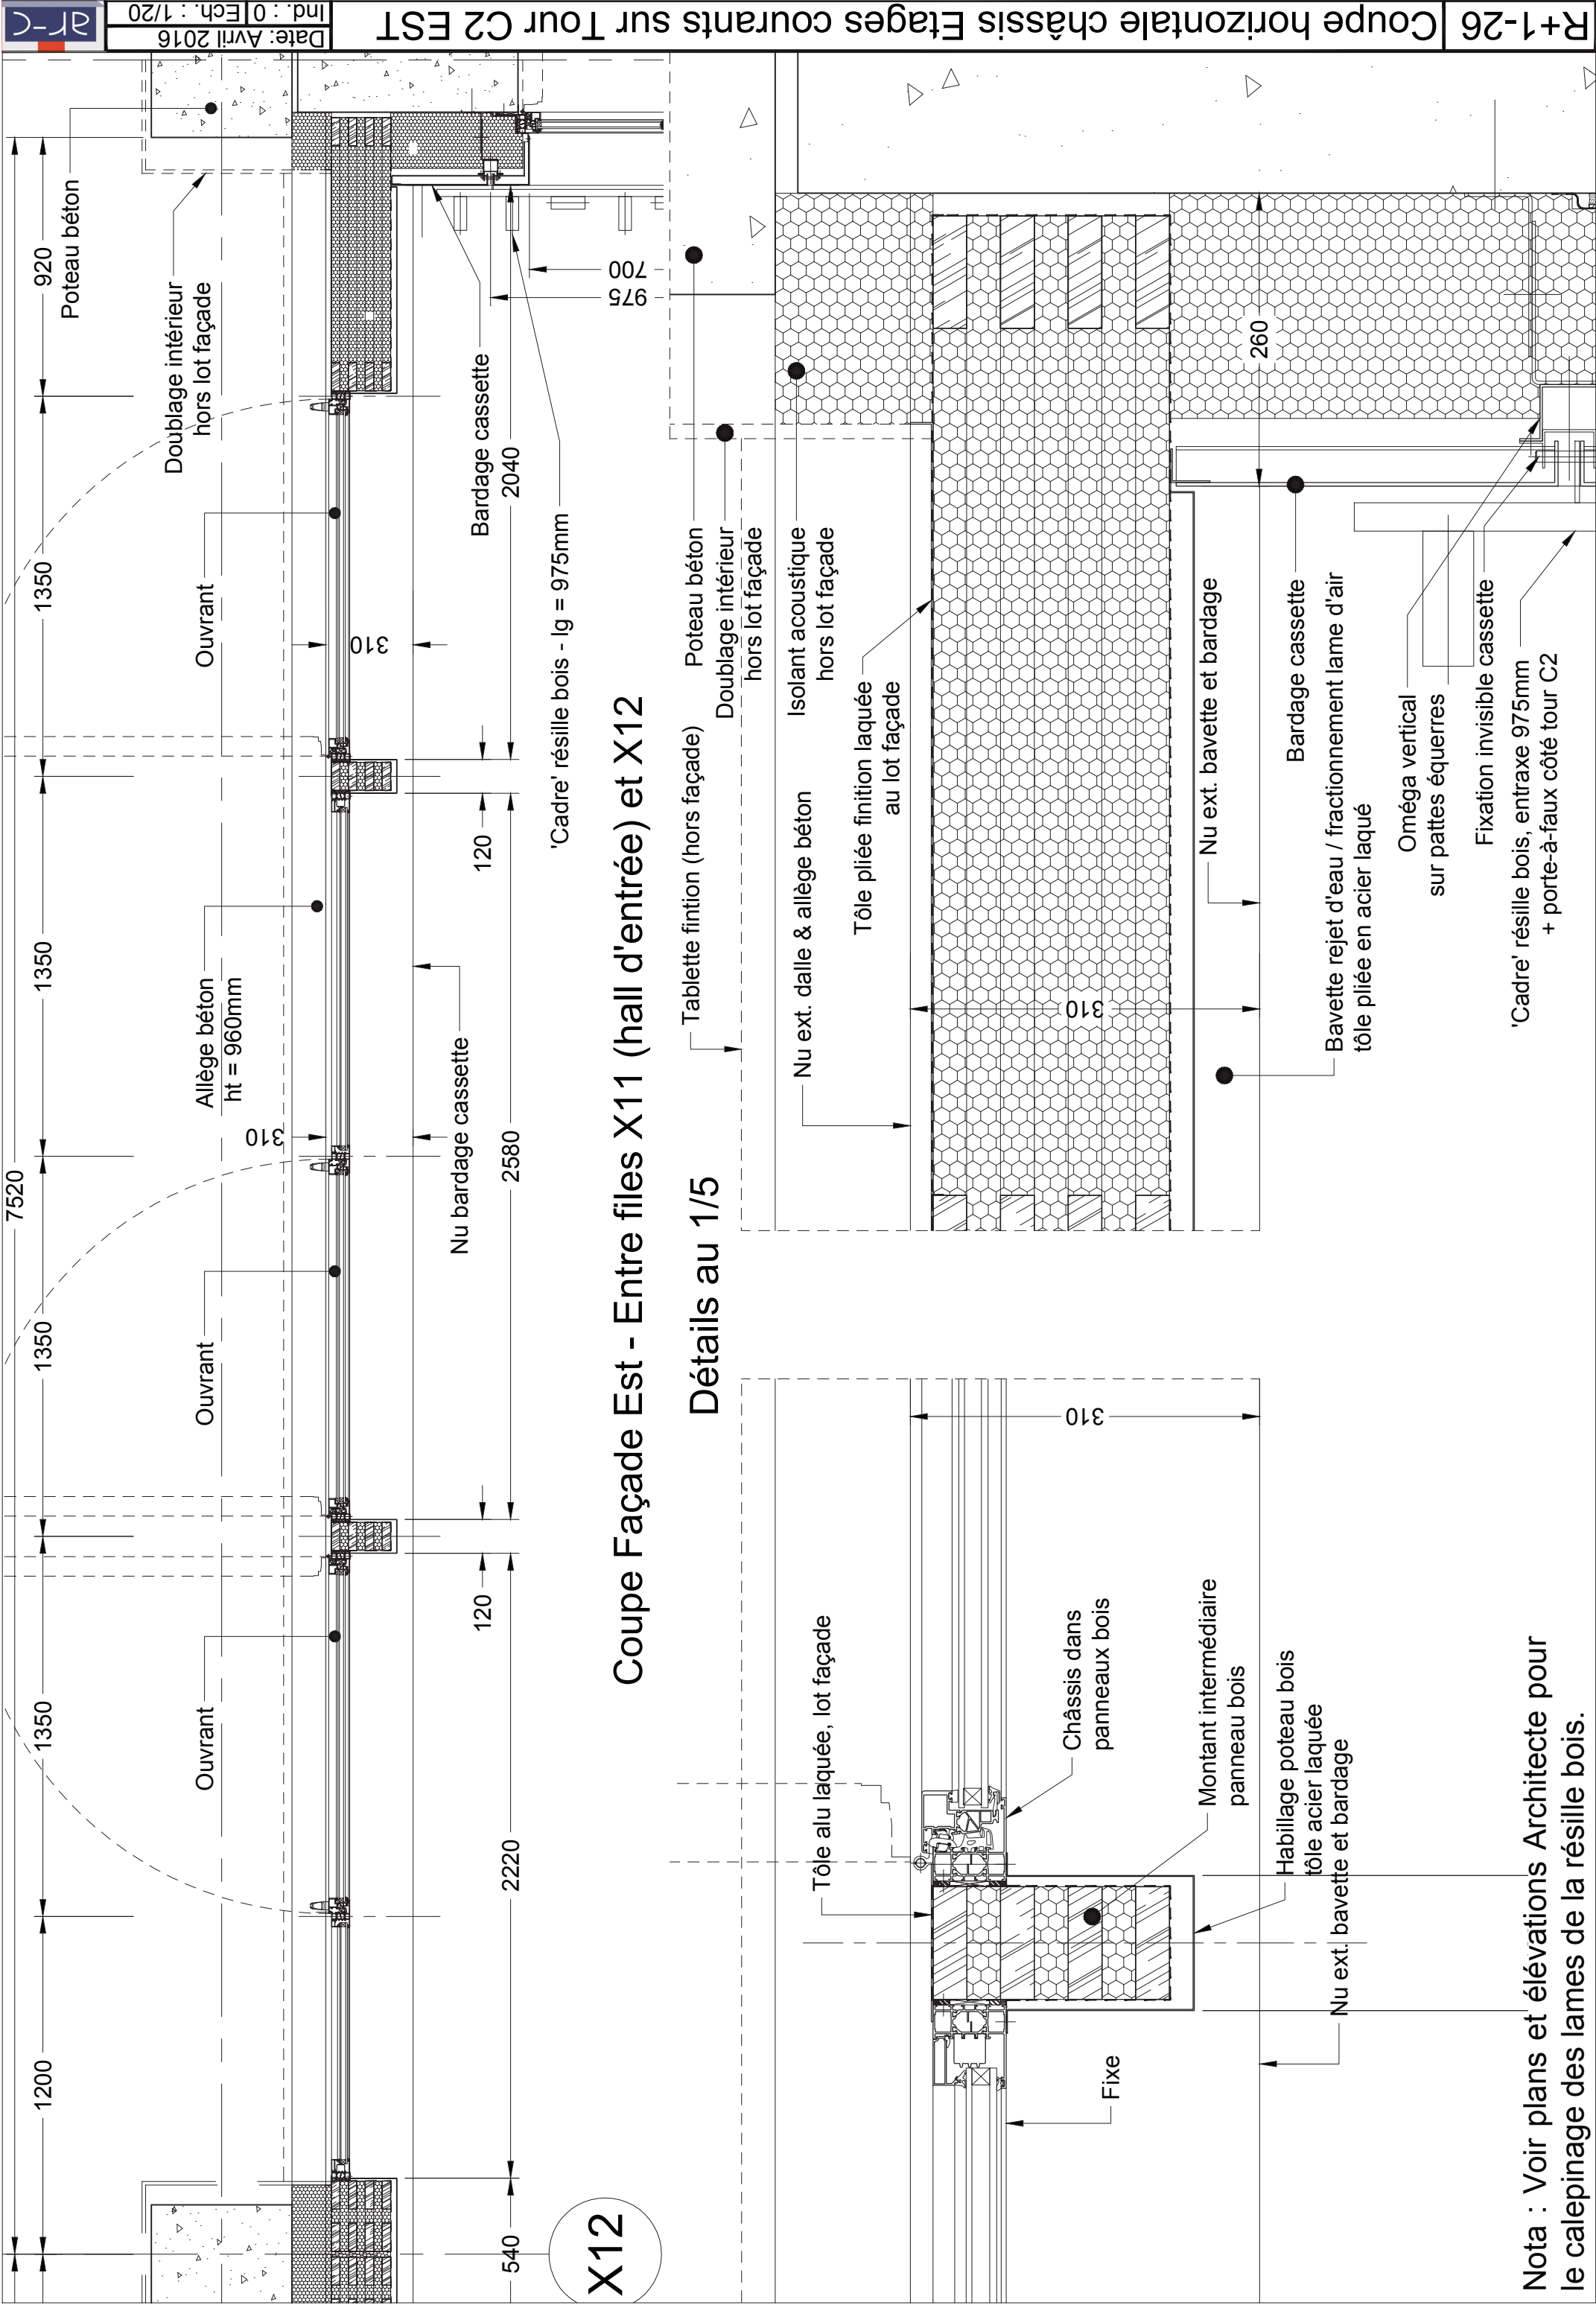 R+1-26
Coupe horizontale châssis Etages courants sur Tour C2 EST
Date: Avril 2016
Ind. : 0
Ech. : 1/20
ar-c
7520
1200
1350
1350
1350
1350
920
Poteau béton
Doublage intérieur
hors lot façade
Ouvrant
Ouvrant
Allège béton
ht = 960mm
Ouvrant
310
310
Nu bardage cassette
Bardage cassette
540
2220
120
2580
120
2040
'Cadre' résille bois - lg = 975mm
700
975
X12
Coupe Façade Est - Entre files X11 (hall d'entrée) et X12
Détails au 1/5
Tôle alu laquée, lot façade
Châssis dans
panneaux bois
Montant intermédiaire
panneau bois
Habillage poteau bois
tôle acier laquée
Nu ext. bavette et bardage
Fixe
310
Tablette fintion (hors façade)
Poteau béton
Doublage intérieur
hors lot façade
Isolant acoustique
hors lot façade
Nu ext. dalle & allège béton
Tôle pliée finition laquée
au lot façade
310
260
Nu ext. bavette et bardage
Bardage cassette
Bavette rejet d'eau / fractionnement lame d'air
tôle pliée en acier laqué
Oméga vertical
sur pattes équerres
Fixation invisible cassette
'Cadre' résille bois, entraxe 975mm
+ porte-à-faux côté tour C2
Nota : Voir plans et élévations Architecte pour
le calepinage des lames de la résille bois.